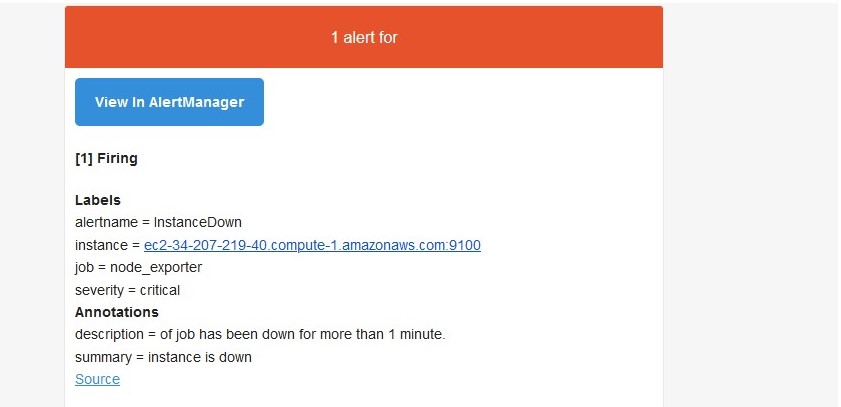 1 alert for
View In AlertManager
[1] Firing
Labels
alertname = InstanceDown
instance = ec2-34-207-219-40.compute-1.amazonaws.com:9100
job = node_exporter
severity = critical
Annotations
description = of job has been down for more than 1 minute.
summary = instance is down
Source